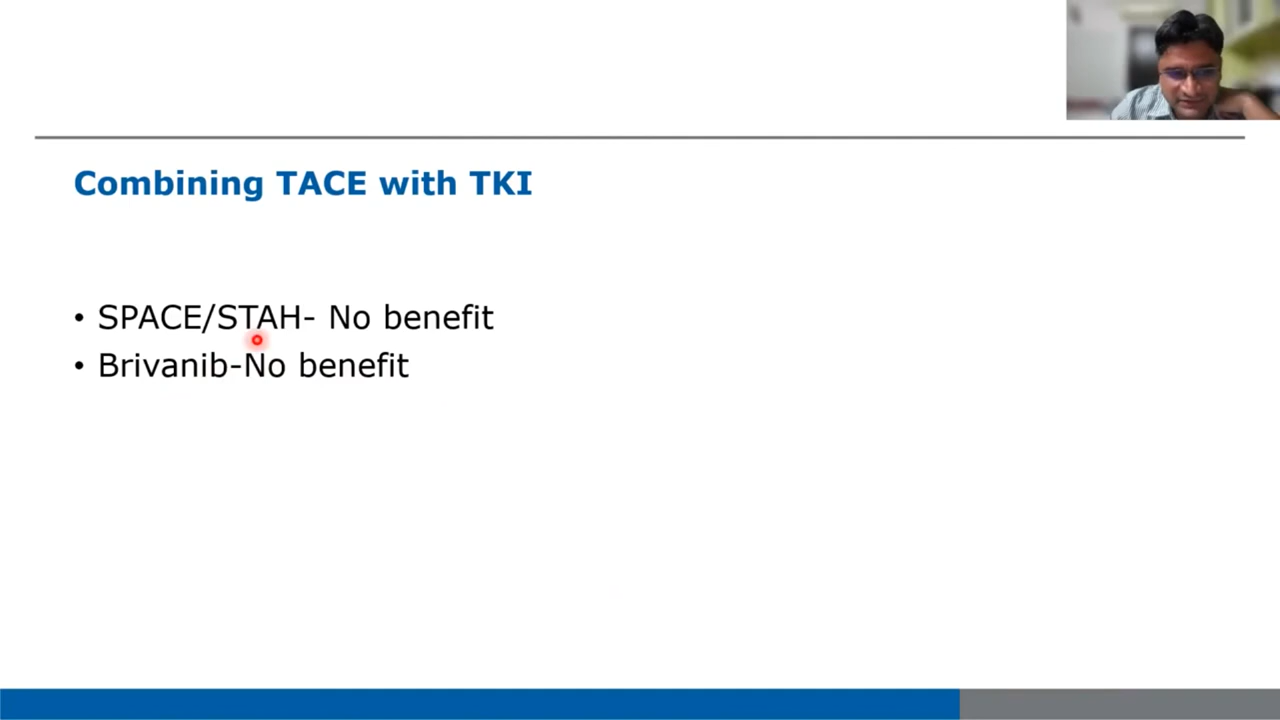 Combining TACE with TKI
• SPACE/STAH- No benefit
• Brivanib-No benefit